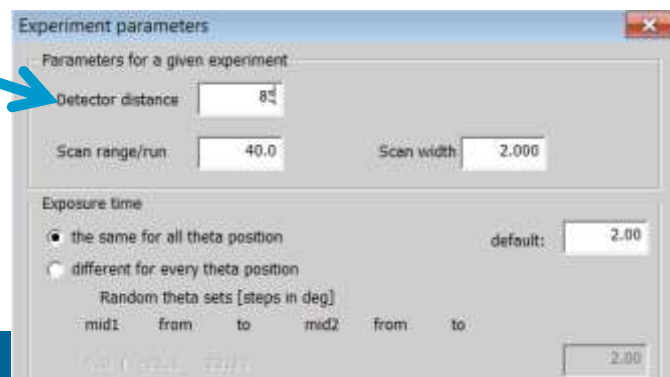 Experiment parameters
Parameters for a given experiment
Detector distance
Scan range/run 40.0 Scan width 2.000
Exposure time
the same for all theta position default: 2.00
different for every theta position
Random theta sets [steps in deg]
mid1 from to mid2 from to
2.00